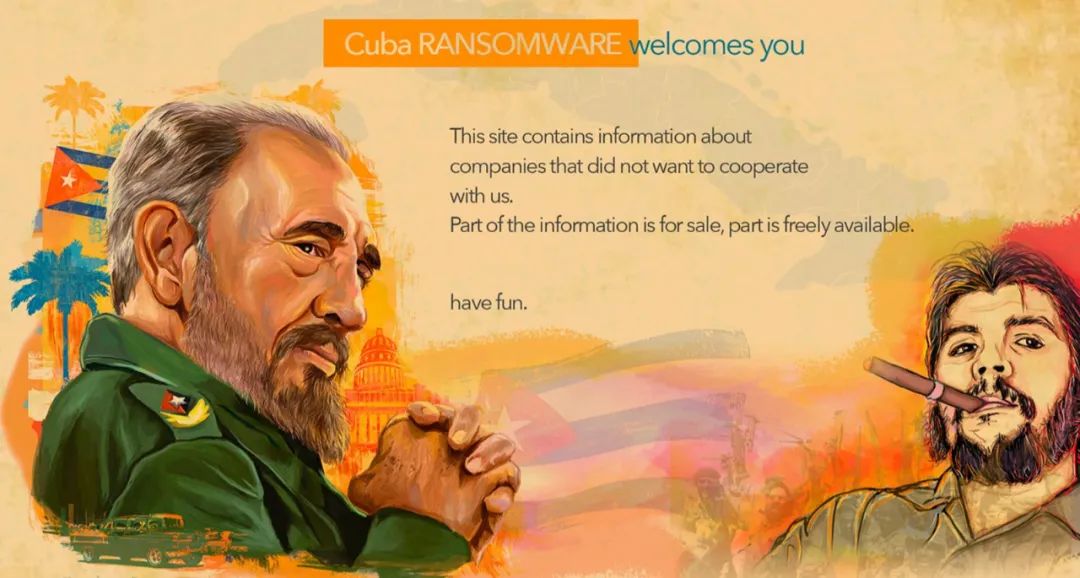 Cuba RANSOMWARE welcomes you
This site contains information about
companies that did not want to cooperate
with us.
Part of the information is for sale, part is freely available.
have fun.